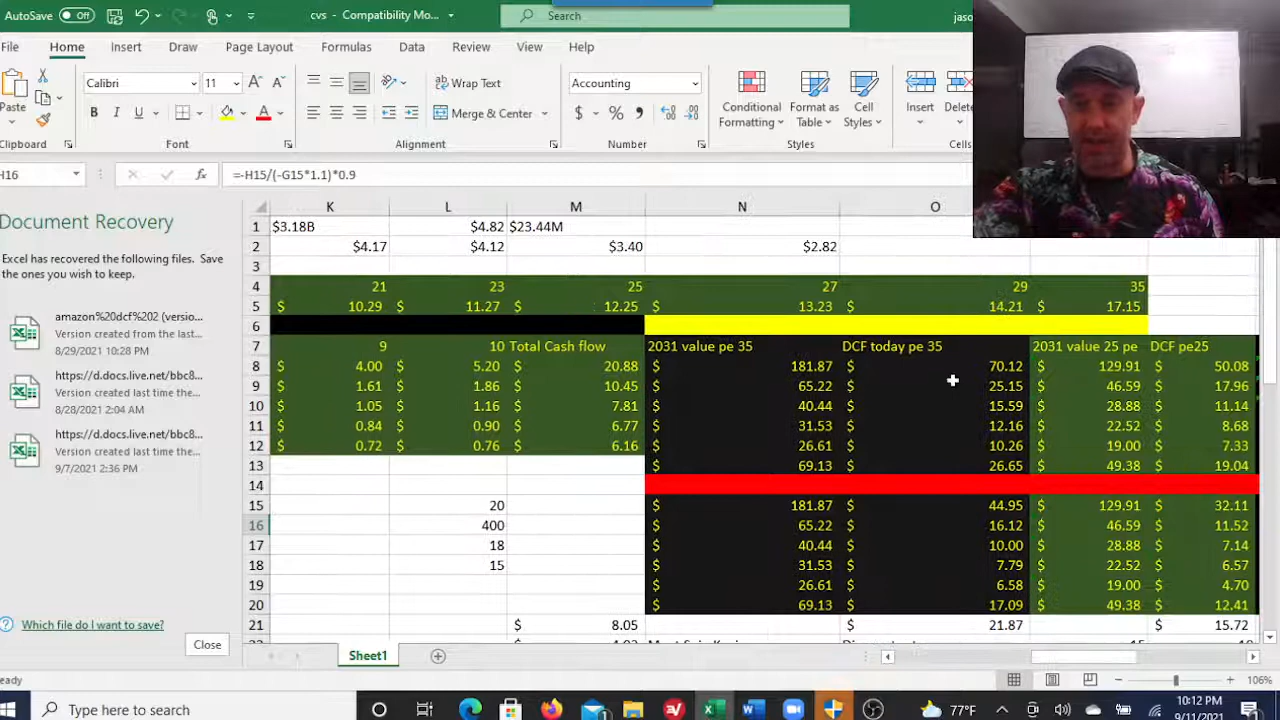 AutoSave Off cvs - Compatibility Mo... Search jaso
File Home Insert Draw Page Layout Formulas Data Review View Help
Paste Calibri 11 A A Wrap Text Accounting Conditional Formatting Format as Table Cell Styles Insert Delete
B I U A Merge & Center $ % ,
Clipboard Font Alignment Number Styles Cells
H16 fx =-H15/(-G15*1.1)*0.9
Document Recovery
Excel has recovered the following files. Save
the ones you wish to keep.
amazon%20dcf%202 (versio...
Version created from the last...
8/29/2021 10:28 PM
https://d.docs.live.net/bbc8...
Version created last time the...
8/28/2021 2:04 AM
https://d.docs.live.net/bbc8...
Version created last time the...
9/7/2021 2:36 PM
Which file do I want to save?
Close
K L M N O P Q
1 $3.18B $4.82 $23.44M
2 $4.17 $4.12 $3.40 $2.82
3
4 21 23 25 27 29 35
5 $ 10.29 $ 11.27 $ 12.25 $ 13.23 $ 14.21 $ 17.15
6
7 9 10 Total Cash flow 2031 value pe 35 DCF today pe 35 2031 value 25 pe DCF pe25
8 $ 4.00 $ 5.20 $ 20.88 $ 181.87 $ 70.12 $ 129.91 $ 50.08
9 $ 1.61 $ 1.86 $ 10.45 $ 65.22 $ 25.15 $ 46.59 $ 17.96
10 $ 1.05 $ 1.16 $ 7.81 $ 40.44 $ 15.59 $ 28.88 $ 11.14
11 $ 0.84 $ 0.90 $ 6.77 $ 31.53 $ 12.16 $ 22.52 $ 8.68
12 $ 0.72 $ 0.76 $ 6.16 $ 26.61 $ 10.26 $ 19.00 $ 7.33
13 $ 69.13 $ 26.65 $ 49.38 $ 19.04
14
15 20 $ 181.87 $ 44.95 $ 129.91 $ 32.11
16 400 $ 65.22 $ 16.12 $ 46.59 $ 11.52
17 18 $ 40.44 $ 10.00 $ 28.88 $ 7.14
18 15 $ 31.53 $ 7.79 $ 22.52 $ 6.57
19 $ 26.61 $ 6.58 $ 19.00 $ 4.70
20 $ 69.13 $ 17.09 $ 49.38 $ 12.41
21 $ 8.05 $ 21.87 $ 15.72
Sheet1
eady 106%
Type here to search 77°F 10:12 PM
9/11/2021